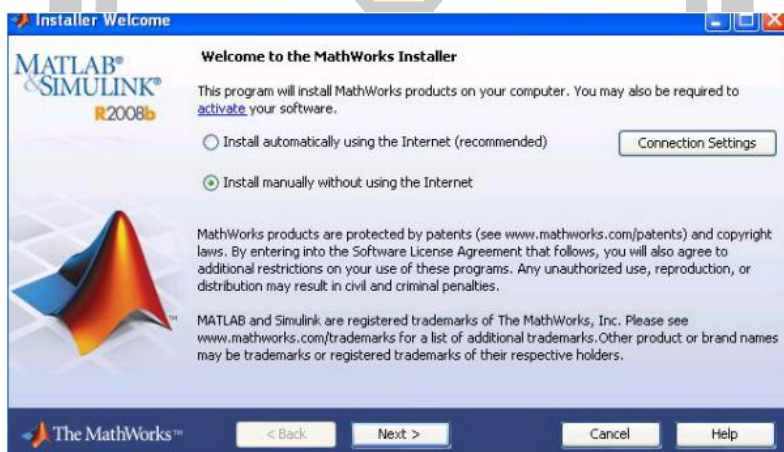 Installer Welcome
MATLAB®
&SIMULINK®
R2008b
Welcome to the MathWorks Installer
This program will install MathWorks products on your computer. You may also be required to
activate your software.
Install automatically using the Internet (recommended)
Connection Settings
Install manually without using the Internet
MathWorks products are protected by patents (see www.mathworks.com/patents) and copyright
laws. By entering into the Software License Agreement that follows, you will also agree to
additional restrictions on your use of these programs. Any unauthorized use, reproduction, or
distribution may result in civil and criminal penalties.
MATLAB and Simulink are registered trademarks of The MathWorks, Inc. Please see
www.mathworks.com/trademarks for a list of additional trademarks.Other product or brand names
may be trademarks or registered trademarks of their respective holders.
The MathWorks™
< Back
Next >
Cancel
Help